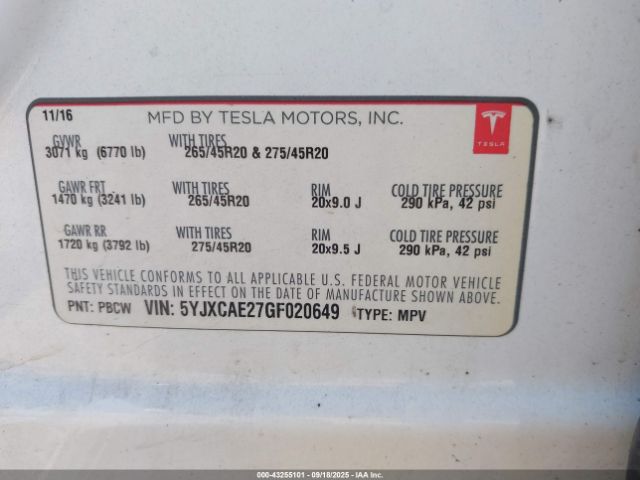 11/16 MFD BY TESLA MOTORS, INC.
TESLA
GVWR WITH TIRES
3071 kg (6770 lb) 265/45R20 & 275/45R20
GAWR FRT WITH TIRES RIM COLD TIRE PRESSURE
1470 kg (3241 lb) 265/45R20 20x9.0 J 290 kPa, 42 psi
GAWR RR WITH TIRES RIM COLD TIRE PRESSURE
1720 kg (3792 lb) 275/45R20 20x9.5 J 290 kPa, 42 psi
THIS VEHICLE CONFORMS TO ALL APPLICABLE U.S. FEDERAL MOTOR VEHICLE
SAFETY STANDARDS IN EFFECT ON THE DATE OF MANUFACTURE SHOWN ABOVE.
PNT: PBCW VIN: 5YJXCAE27GF020649 TYPE: MPV
000-43255101 - 09/18/2025 - IAAI, Inc.